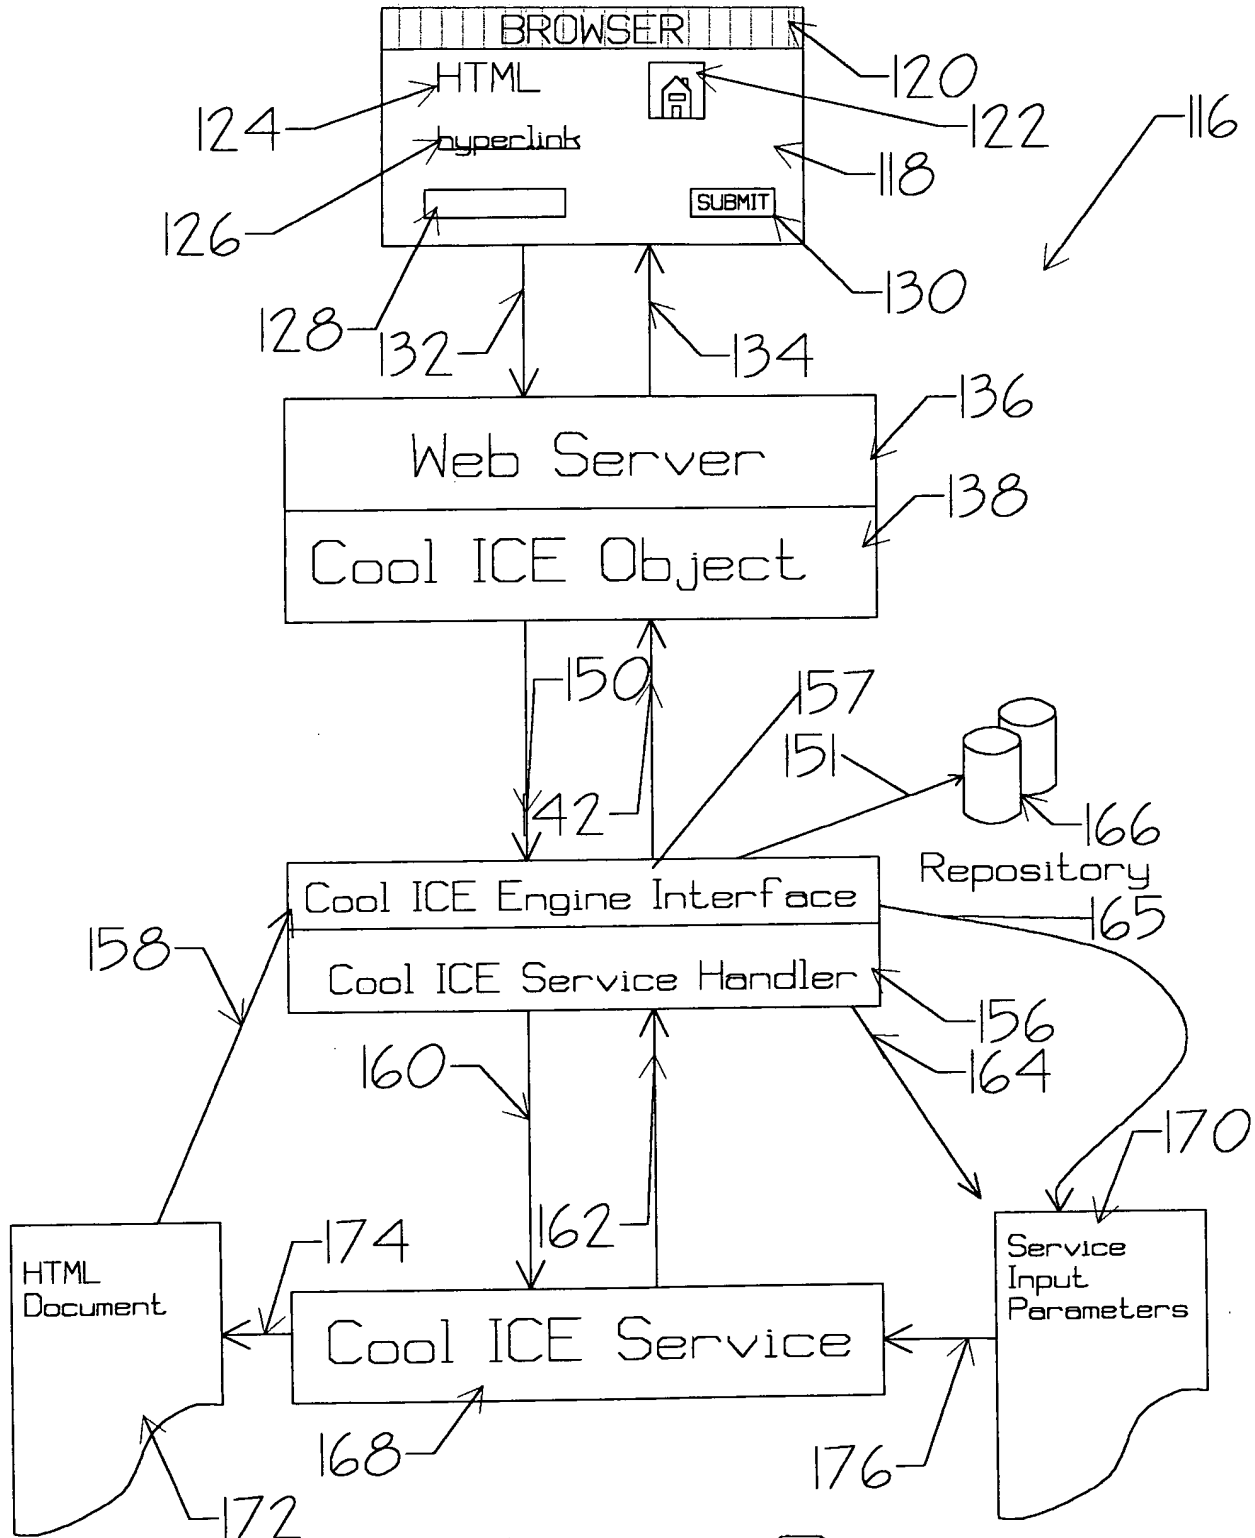 BROWSER
HTML
120
124
122
116
hyperlink
118
SUBMIT
126
130
128
132
134
136
Web Server
138
Cool ICE Object
150
157
151
42
166
Repository
Cool ICE Engine Interface
165
158
Cool ICE Service Handler
156
160
164
170
162
174
HTML
Document
Service
Input
Parameters
Cool ICE Service
168
176
172